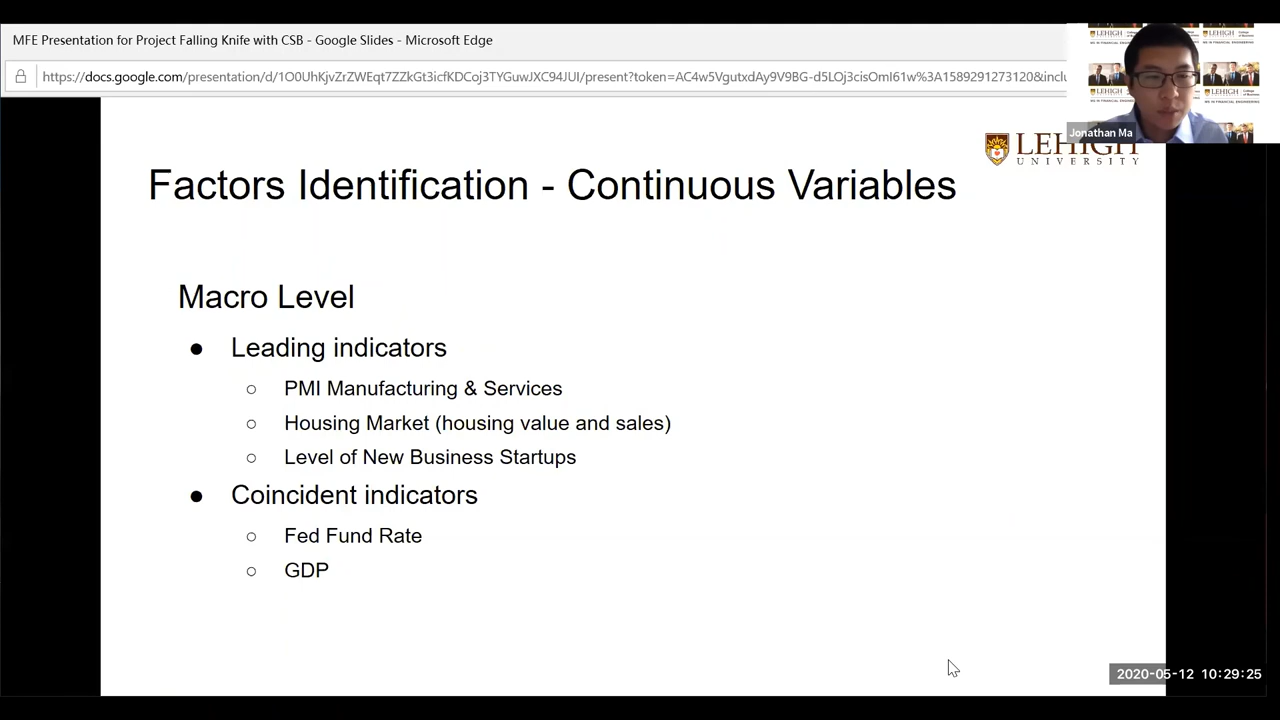 MFE Presentation for Project Falling Knife with CSB - Google Slides - Microsoft Edge
https://docs.google.com/presentation/d/1O0UhKjvZrZWEqt7ZZkGt3icfKDCoj3TYGuwJXC94JUI/present?token=AC4w5VgutxdAy9V9BG-d5LOj3cisOmI61w%3A1589291273120&inclu
LEHIGH
Jonathan Ma
LEHIGH
UNIVERSITY
Factors Identification - Continuous Variables
Macro Level
● Leading indicators
○ PMI Manufacturing & Services
○ Housing Market (housing value and sales)
○ Level of New Business Startups
● Coincident indicators
○ Fed Fund Rate
○ GDP
2020-05-12 10:29:25